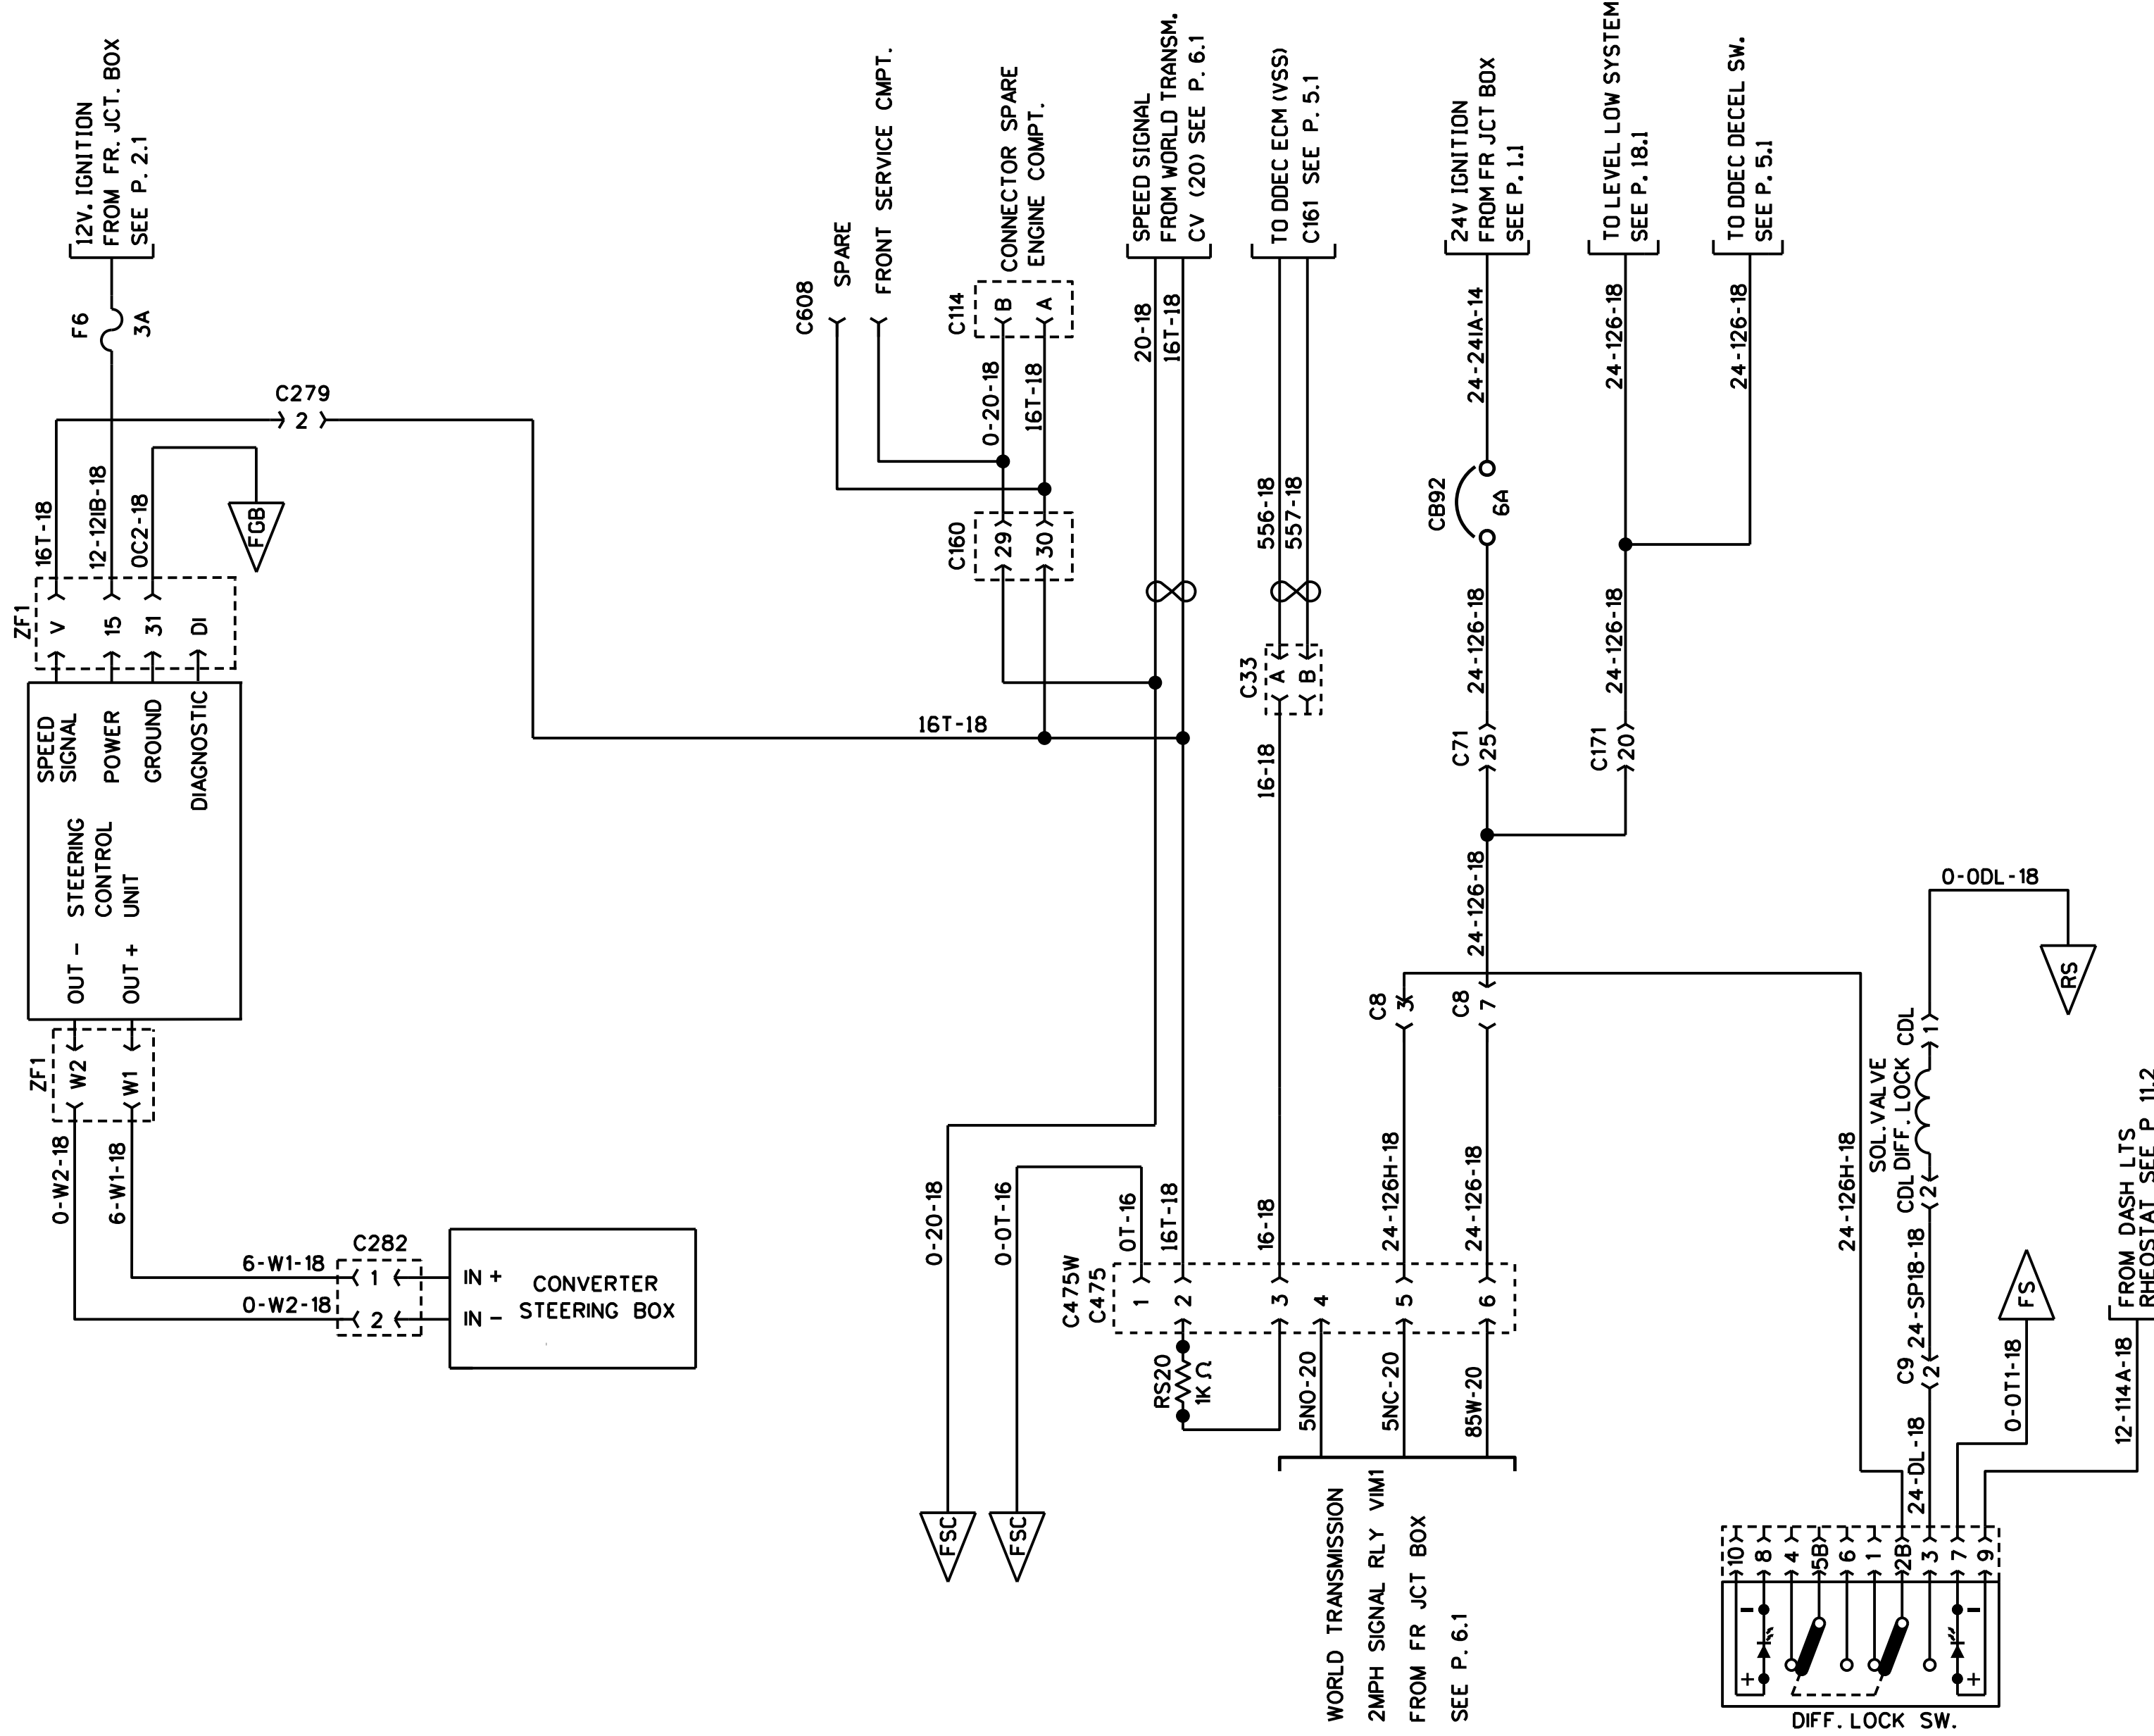 12V. IGNITION
FROM FR. JCT. BOX
SEE P. 2.1
F6
3A
C279
2
16T-18
12-12IB-18
0C2-18
FGB
ZF1
V
15
31
DI
SPEED
SIGNAL
POWER
GROUND
DIAGNOSTIC
STEERING
CONTROL
UNIT
OUT -
OUT +
ZF1
W2
W1
0-W2-18
6-W1-18
6-W1-18
0-W2-18
C282
1
2
IN +
IN -
CONVERTER
STEERING BOX
C608
SPARE
FRONT SERVICE CMPT.
C114
B
A
CONNECTOR SPARE
ENGINE COMPT.
0-20-18
16T-18
C160
29
30
16T-18
SPEED SIGNAL
FROM WORLD TRANSM.
CV (20) SEE P. 6.1
20-18
16T-18
TO DDEC ECM (VSS)
C161 SEE P. 5.1
556-18
557-18
C33
A
B
16-18
24V IGNITION
FROM FR JCT BOX
SEE P. 1.1
24-24IA-14
CB92
6A
24-126-18
C71
25
24-126-18
TO LEVEL LOW SYSTEM
SEE P. 18.1
24-126-18
24-126-18
C171
20
TO DDEC DECEL SW.
SEE P. 5.1
24-126-18
C8
3
C8
7
0-20-18
0-0T-16
FSC
FSC
0T-16
16T-18
16-18
24-126H-18
24-126-18
C475W
C475
1
2
3
4
5
6
RS20
1K Ω
5NO-20
5NC-20
85W-20
WORLD TRANSMISSION
2MPH SIGNAL RLY VIM1
FROM FR JCT BOX
SEE P. 6.1
24-126H-18
0-0DL-18
RS
CDL
1
SOL.VALVE
DIFF. LOCK
CDL
2
24-SP18-18
C9
2
24-DL-18
FS
0-0T1-18
FROM DASH LTS
RHEOSTAT SEE P 11.2
12-114A-18
10
8
4
5B
6
1
2B
3
7
9
-
+
-
+
DIFF. LOCK SW.